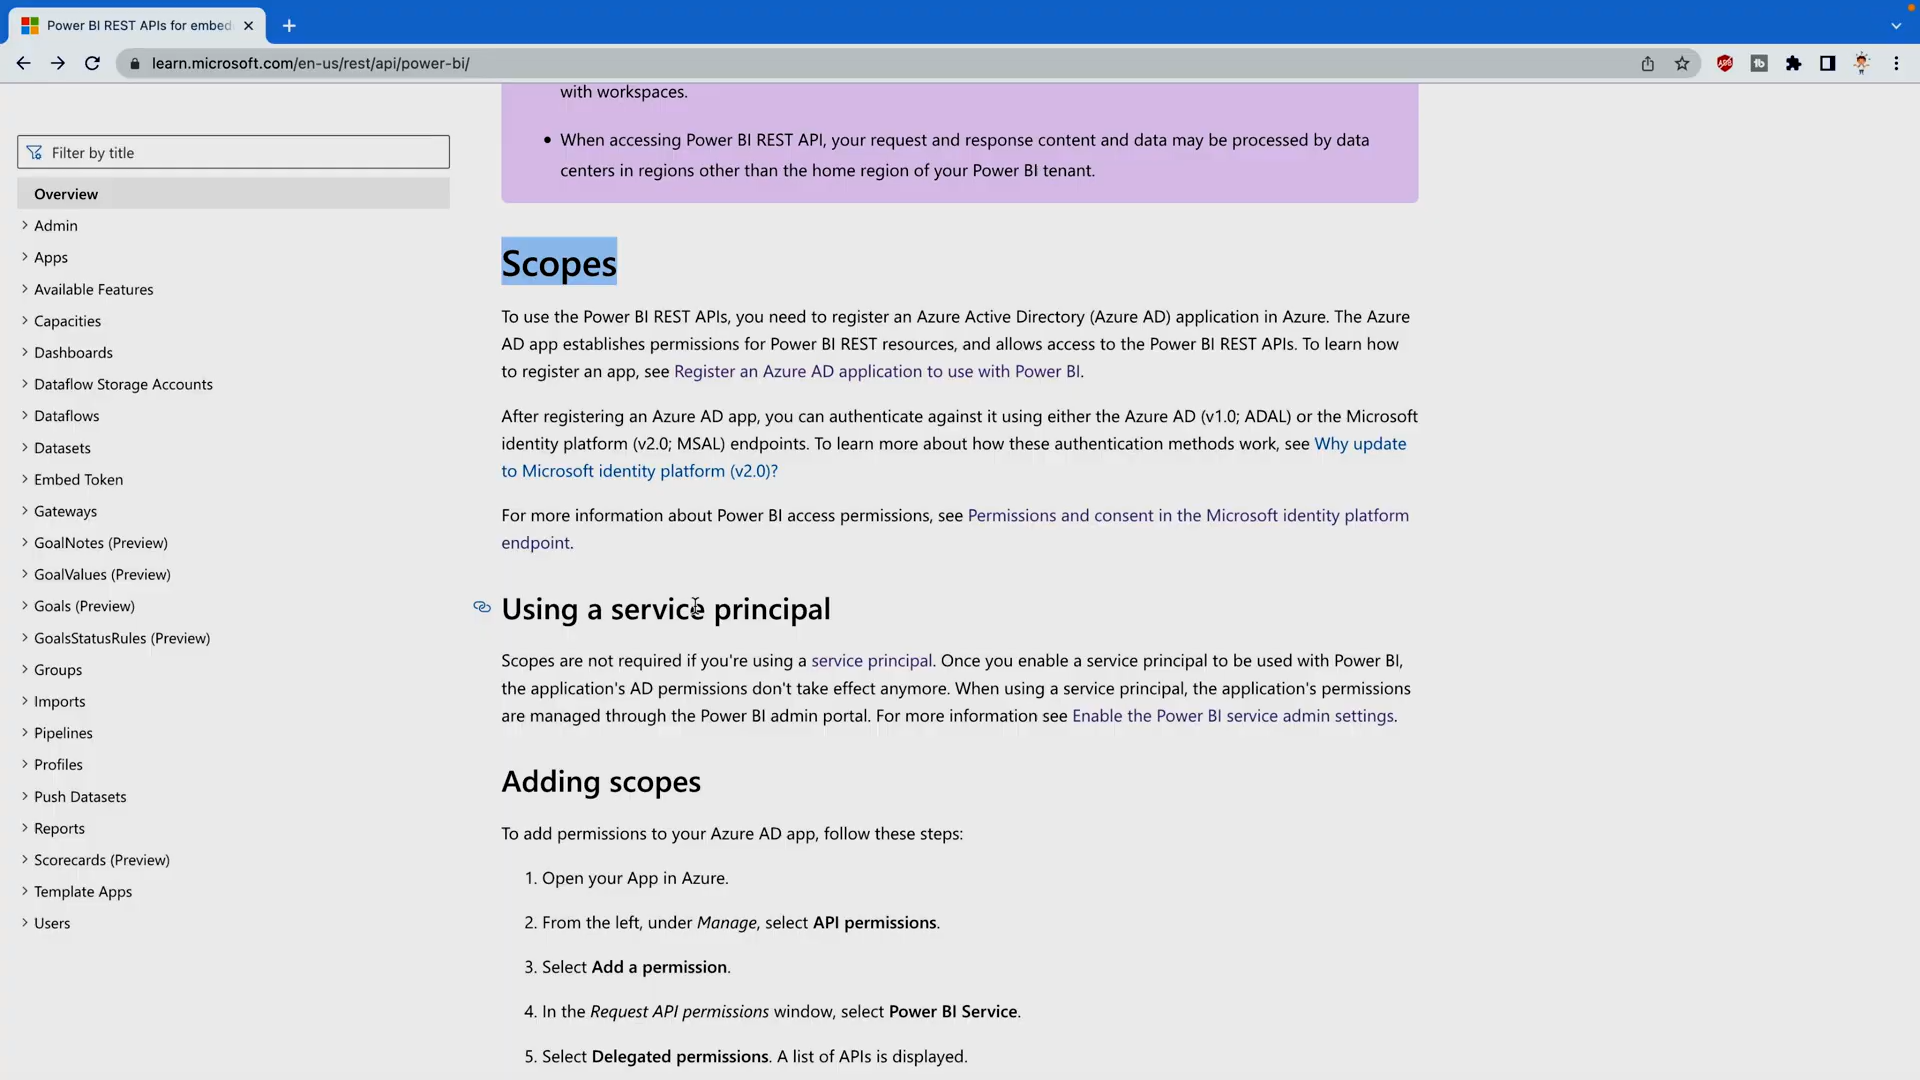 Power BI REST APIs for embed
learn.microsoft.com/en-us/rest/api/power-bi/
Filter by title
Overview
Admin
Apps
Available Features
Capacities
Dashboards
Dataflow Storage Accounts
Dataflows
Datasets
Embed Token
Gateways
GoalNotes (Preview)
GoalValues (Preview)
Goals (Preview)
GoalsStatusRules (Preview)
Groups
Imports
Pipelines
Profiles
Push Datasets
Reports
Scorecards (Preview)
Template Apps
Users
with workspaces.
• When accessing Power BI REST API, your request and response content and data may be processed by data
centers in regions other than the home region of your Power BI tenant.
Scopes
To use the Power BI REST APIs, you need to register an Azure Active Directory (Azure AD) application in Azure. The Azure
AD app establishes permissions for Power BI REST resources, and allows access to the Power BI REST APIs. To learn how
to register an app, see Register an Azure AD application to use with Power BI.
After registering an Azure AD app, you can authenticate against it using either the Azure AD (v1.0; ADAL) or the Microsoft
identity platform (v2.0; MSAL) endpoints. To learn more about how these authentication methods work, see Why update
to Microsoft identity platform (v2.0)?
For more information about Power BI access permissions, see Permissions and consent in the Microsoft identity platform
endpoint.
Using a service principal
Scopes are not required if you're using a service principal. Once you enable a service principal to be used with Power BI,
the application's AD permissions don't take effect anymore. When using a service principal, the application's permissions
are managed through the Power BI admin portal. For more information see Enable the Power BI service admin settings.
Adding scopes
To add permissions to your Azure AD app, follow these steps:
1. Open your App in Azure.
2. From the left, under Manage, select API permissions.
3. Select Add a permission.
4. In the Request API permissions window, select Power BI Service.
5. Select Delegated permissions. A list of APIs is displayed.